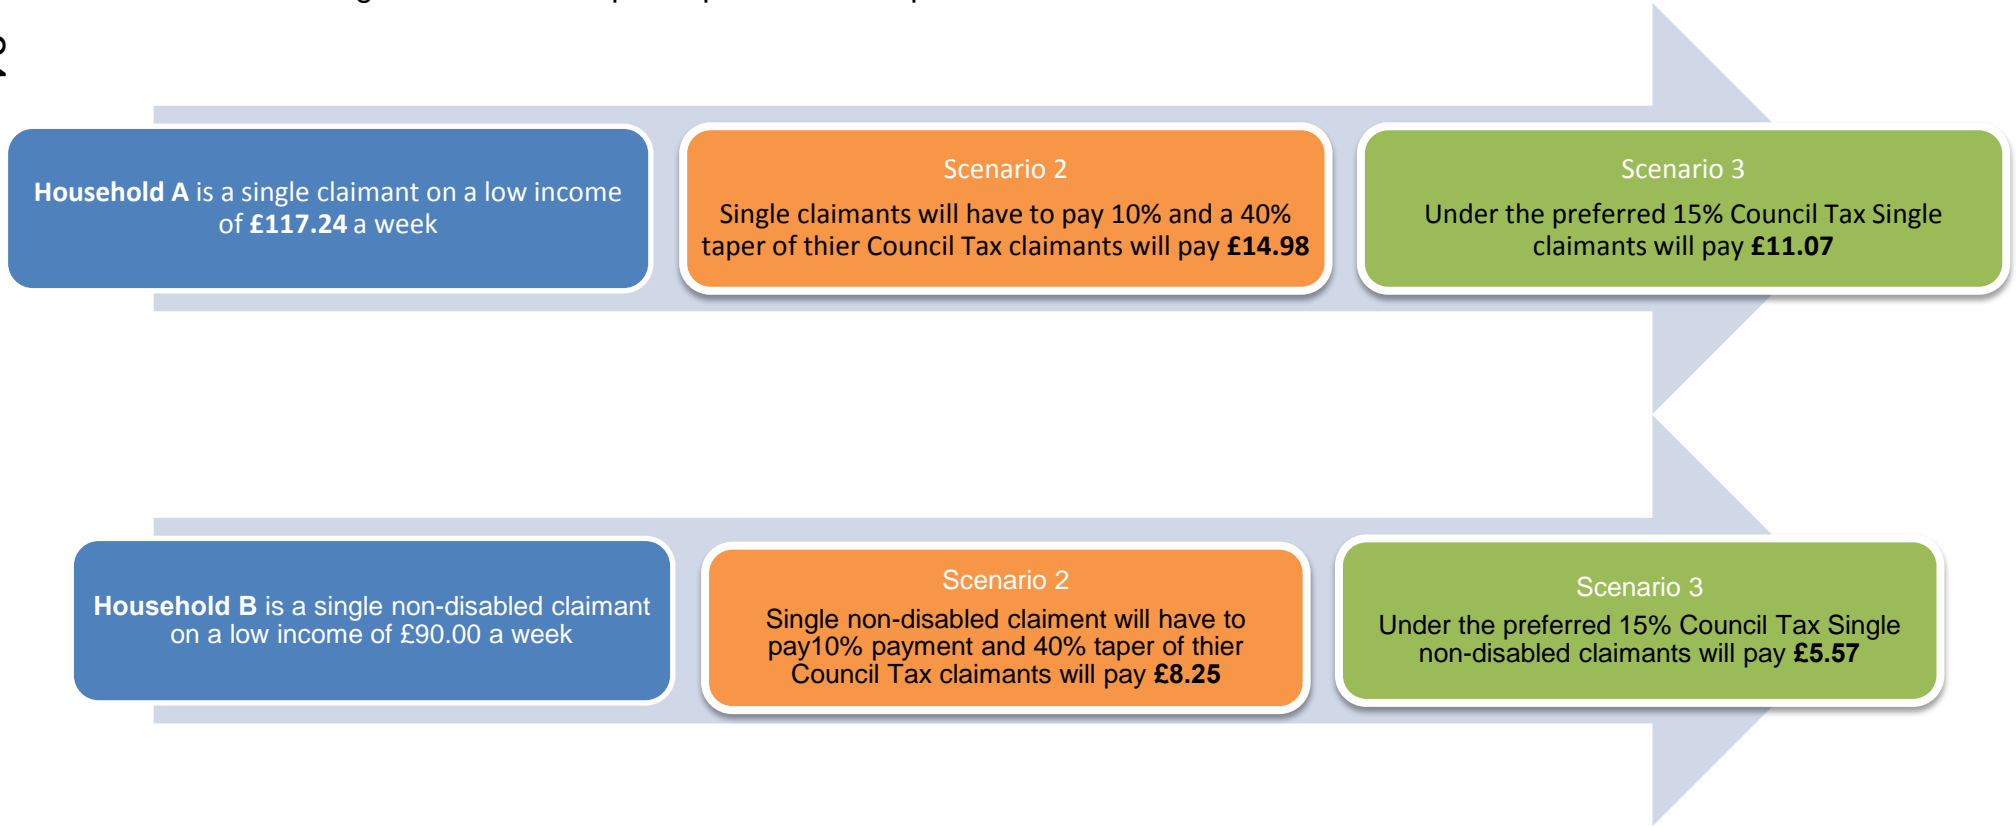 Household A is a single claimant on a low income
of £117.24 a week
Scenario 2
Single claimants will have to pay 10% and a 40%
taper of thier Council Tax claimants will pay £14.98
Scenario 3
Under the preferred 15% Council Tax Single
claimants will pay £11.07
Household B is a single non-disabled claimant
on a low income of £90.00 a week
Scenario 2
Single non-disabled claiment will have to
pay10% payment and 40% taper of thier
Council Tax claimants will pay £8.25
Scenario 3
Under the preferred 15% Council Tax Single
non-disabled claimants will pay £5.57